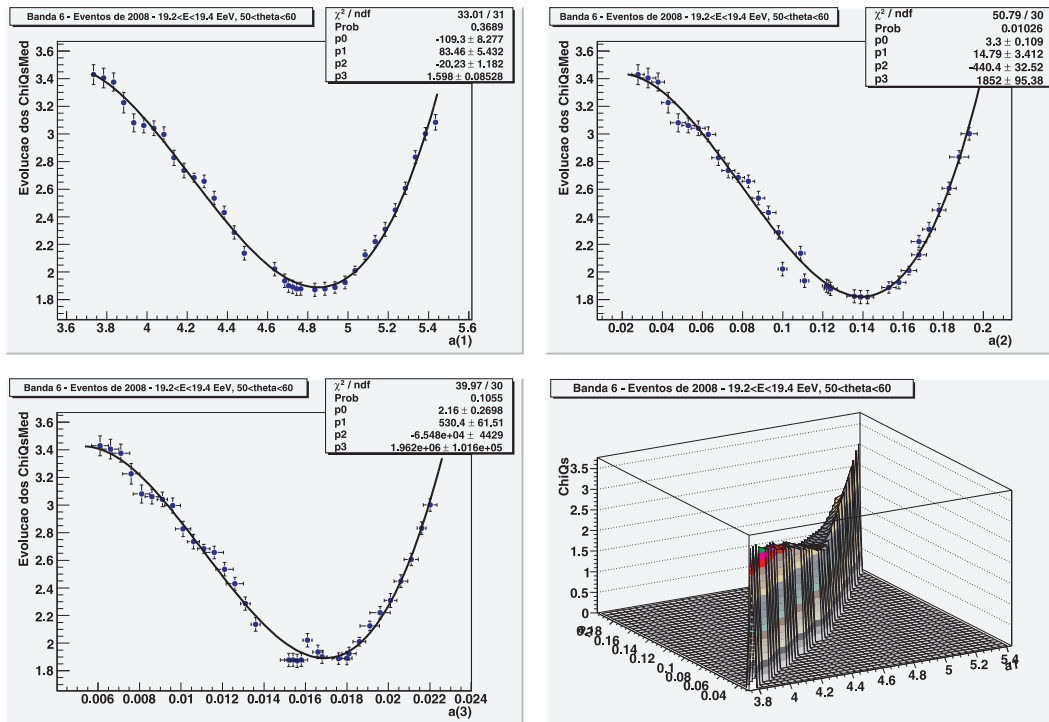 Banda 6 - Eventos de 2008 - 19.2<E<19.4 EeV, 50<theta<60
χ² / ndf 33.01 / 31
Prob 0.3689
p0 -109.3 ± 8.277
p1 83.46 ± 5.432
p2 -20.23 ± 1.182
p3 1.598 ± 0.08528
Evolucao dos ChiQsMed
3.6
3.4
3.2
3
2.8
2.6
2.4
2.2
2
1.8
3.6 3.8 4 4.2 4.4 4.6 4.8 5 5.2 5.4 5.6
a(1)
Banda 6 - Eventos de 2008 - 19.2<E<19.4 EeV, 50<theta<60
χ² / ndf 50.79 / 30
Prob 0.01026
p0 3.3 ± 0.109
p1 14.79 ± 3.412
p2 -440.4 ± 32.52
p3 1852 ± 95.38
Evolucao dos ChiQsMed
3.6
3.4
3.2
3
2.8
2.6
2.4
2.2
2
1.8
0.02 0.04 0.06 0.08 0.1 0.12 0.14 0.16 0.18 0.2
a(2)
Banda 6 - Eventos de 2008 - 19.2<E<19.4 EeV, 50<theta<60
χ² / ndf 39.97 / 30
Prob 0.1055
p0 2.16 ± 0.2698
p1 530.4 ± 61.51
p2 -6.548e+04 ± 4429
p3 1.962e+06 ± 1.016e+05
Evolucao dos ChiQsMed
3.6
3.4
3.2
3
2.8
2.6
2.4
2.2
2
1.8
0.006 0.008 0.01 0.012 0.014 0.016 0.018 0.02 0.022 0.024
a(3)
Banda 6 - Eventos de 2008 - 19.2<E<19.4 EeV, 50<theta<60
ChiQs
3.5
3
2.5
2
1.5
1
0.5
0
0.18
0.16
0.14
0.12
0.1
0.08
0.06
0.04
3.8 4 4.2 4.4 4.6 4.8 5 5.2 5.4
a1